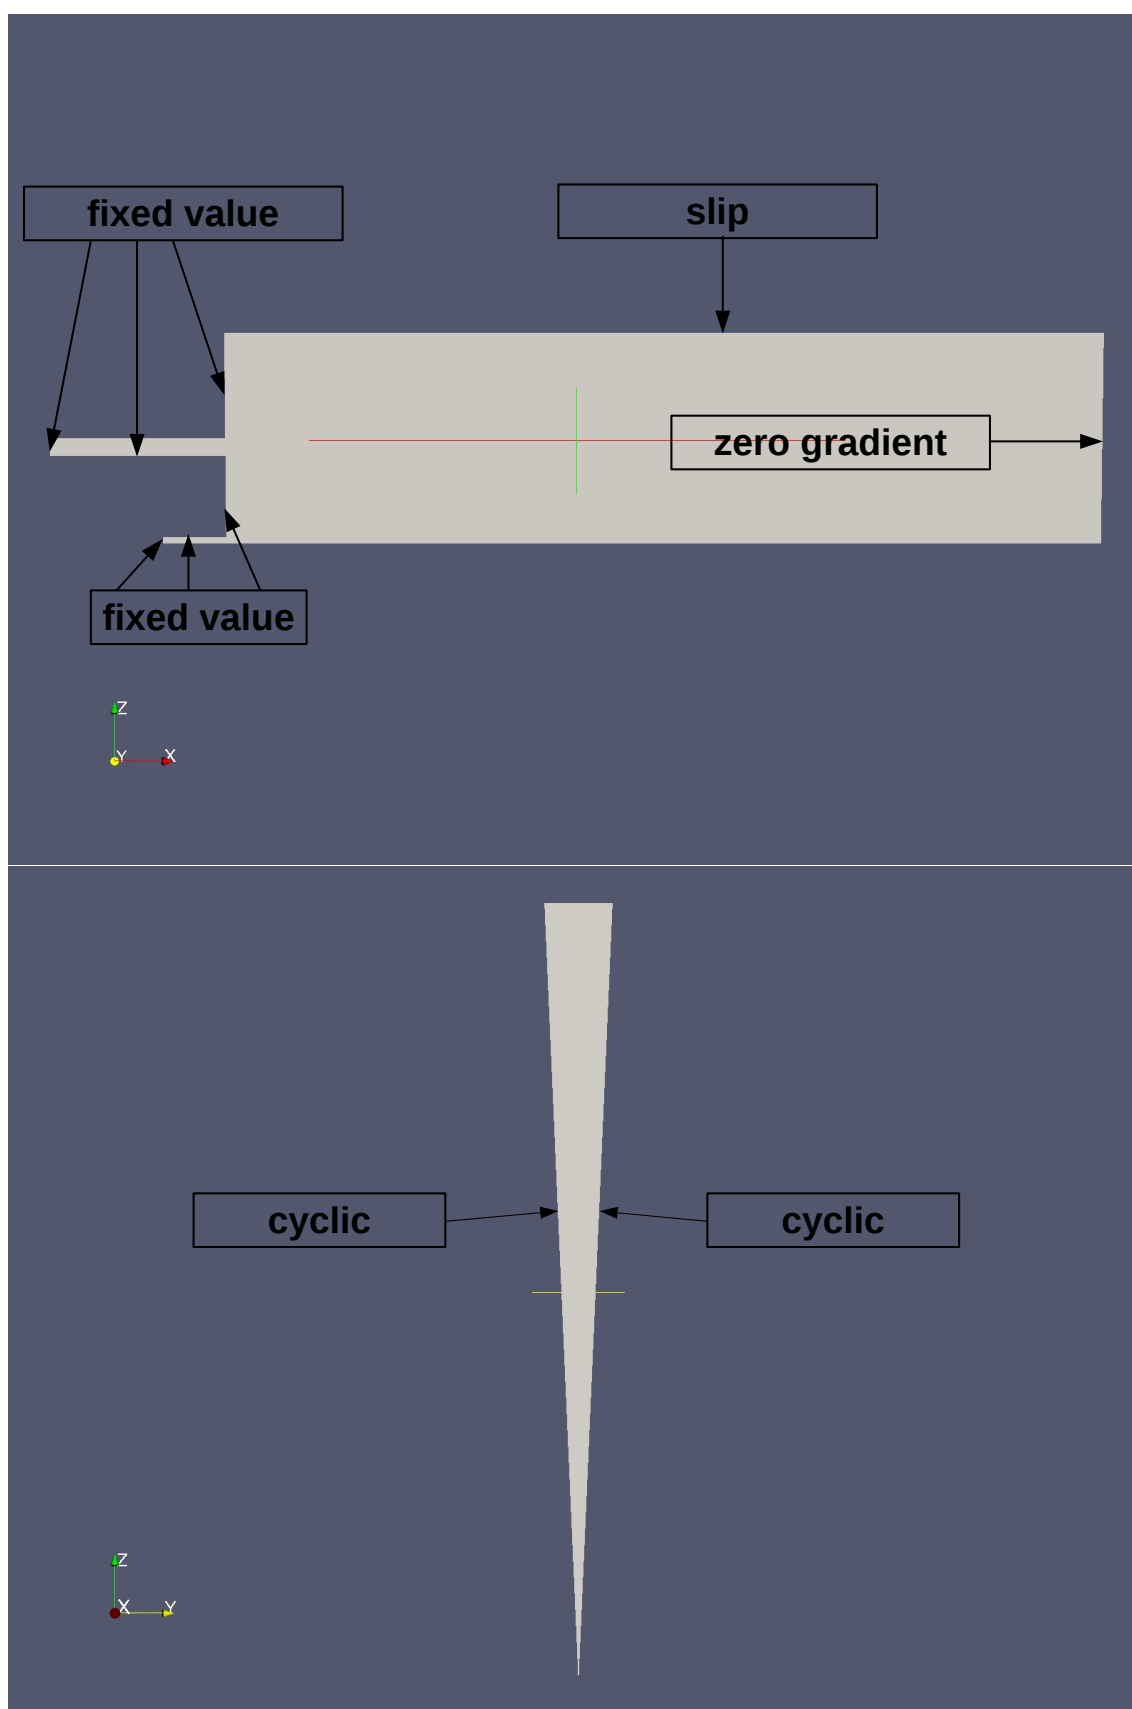 fixed value
slip
zero gradient
fixed value
Z
Y X
cyclic
cyclic
Z
X Y